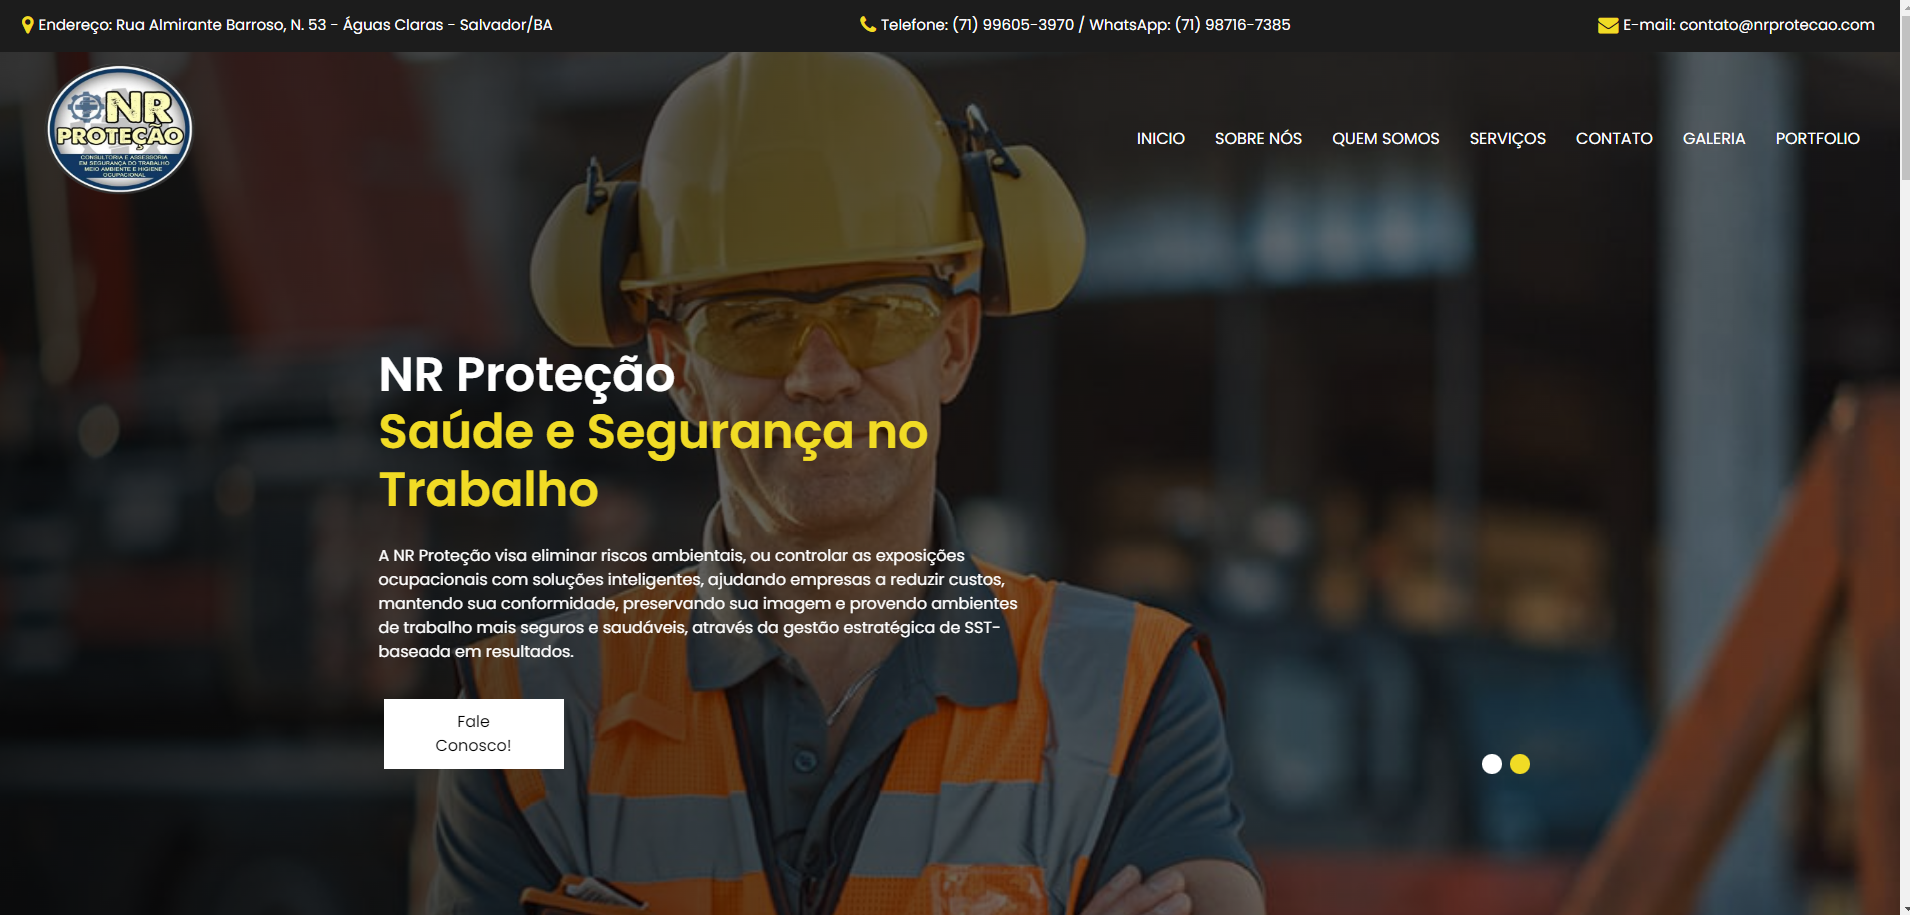 Endereço: Rua Almirante Barroso, N. 53 - Águas Claras - Salvador/BA
Telefone: (71) 99605-3970 / WhatsApp: (71) 98716-7385
E-mail: contato@nrprotecao.com
NR
PROTEÇÃO
CONSULTORIA E ASSESSORIA
EM SEGURANÇA DO TRABALHO
MEIO AMBIENTE E HIGIENE
OCUPACIONAL
INICIO
SOBRE NÓS
QUEM SOMOS
SERVIÇOS
CONTATO
GALERIA
PORTFOLIO
NR Proteção
Saúde e Segurança no
Trabalho
A NR Proteção visa eliminar riscos ambientais, ou controlar as exposições
ocupacionais com soluções inteligentes, ajudando empresas a reduzir custos,
mantendo sua conformidade, preservando sua imagem e provendo ambientes
de trabalho mais seguros e saudáveis, através da gestão estratégica de SST-
baseada em resultados.
Fale
Conosco!